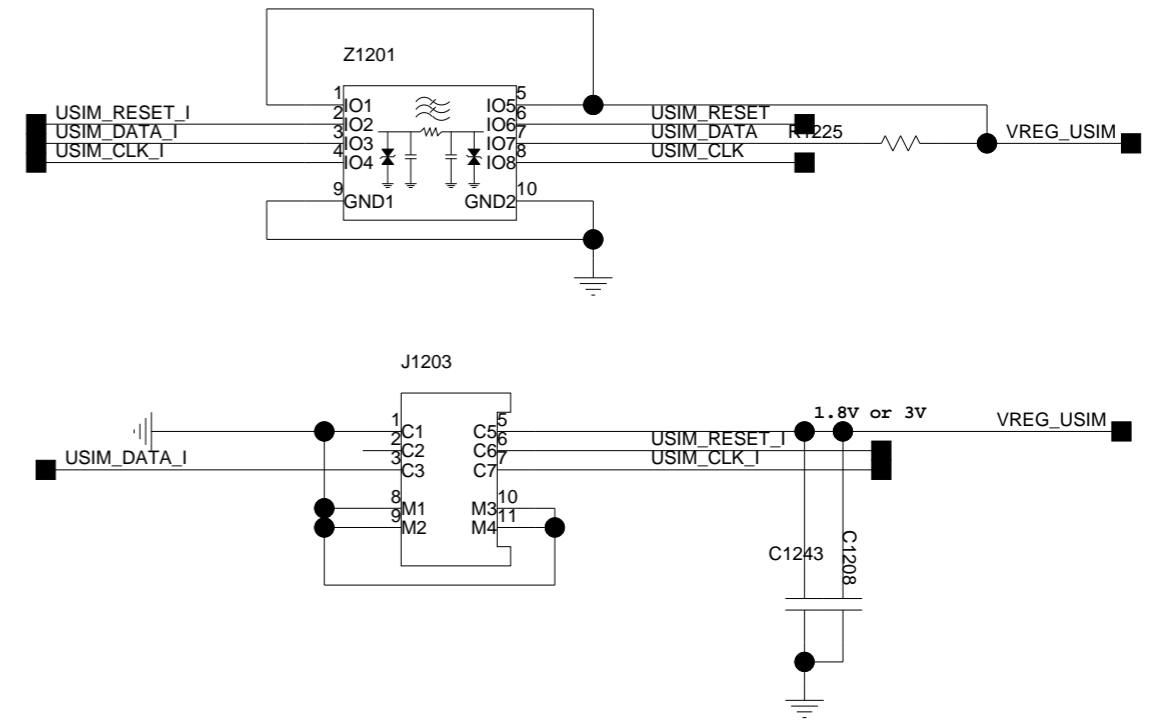 Z1201
1
5
IO1
IO5
USIM_RESET_I
2
6
USIM_RESET
IO2
IO6
USIM_DATA_I
3
7
USIM_DATA
R1225
VREG_USIM
IO3
IO7
USIM_CLK_I
4
8
USIM_CLK
IO4
IO8
9
10
GND1
GND2
J1203
1
5
1.8V or 3V
VREG_USIM
C1
C5
2
6
USIM_RESET_I
C2
C6
USIM_DATA_I
3
7
USIM_CLK_I
C3
C7
8
10
M1
M3
9
11
M2
M4
C1243
C1208